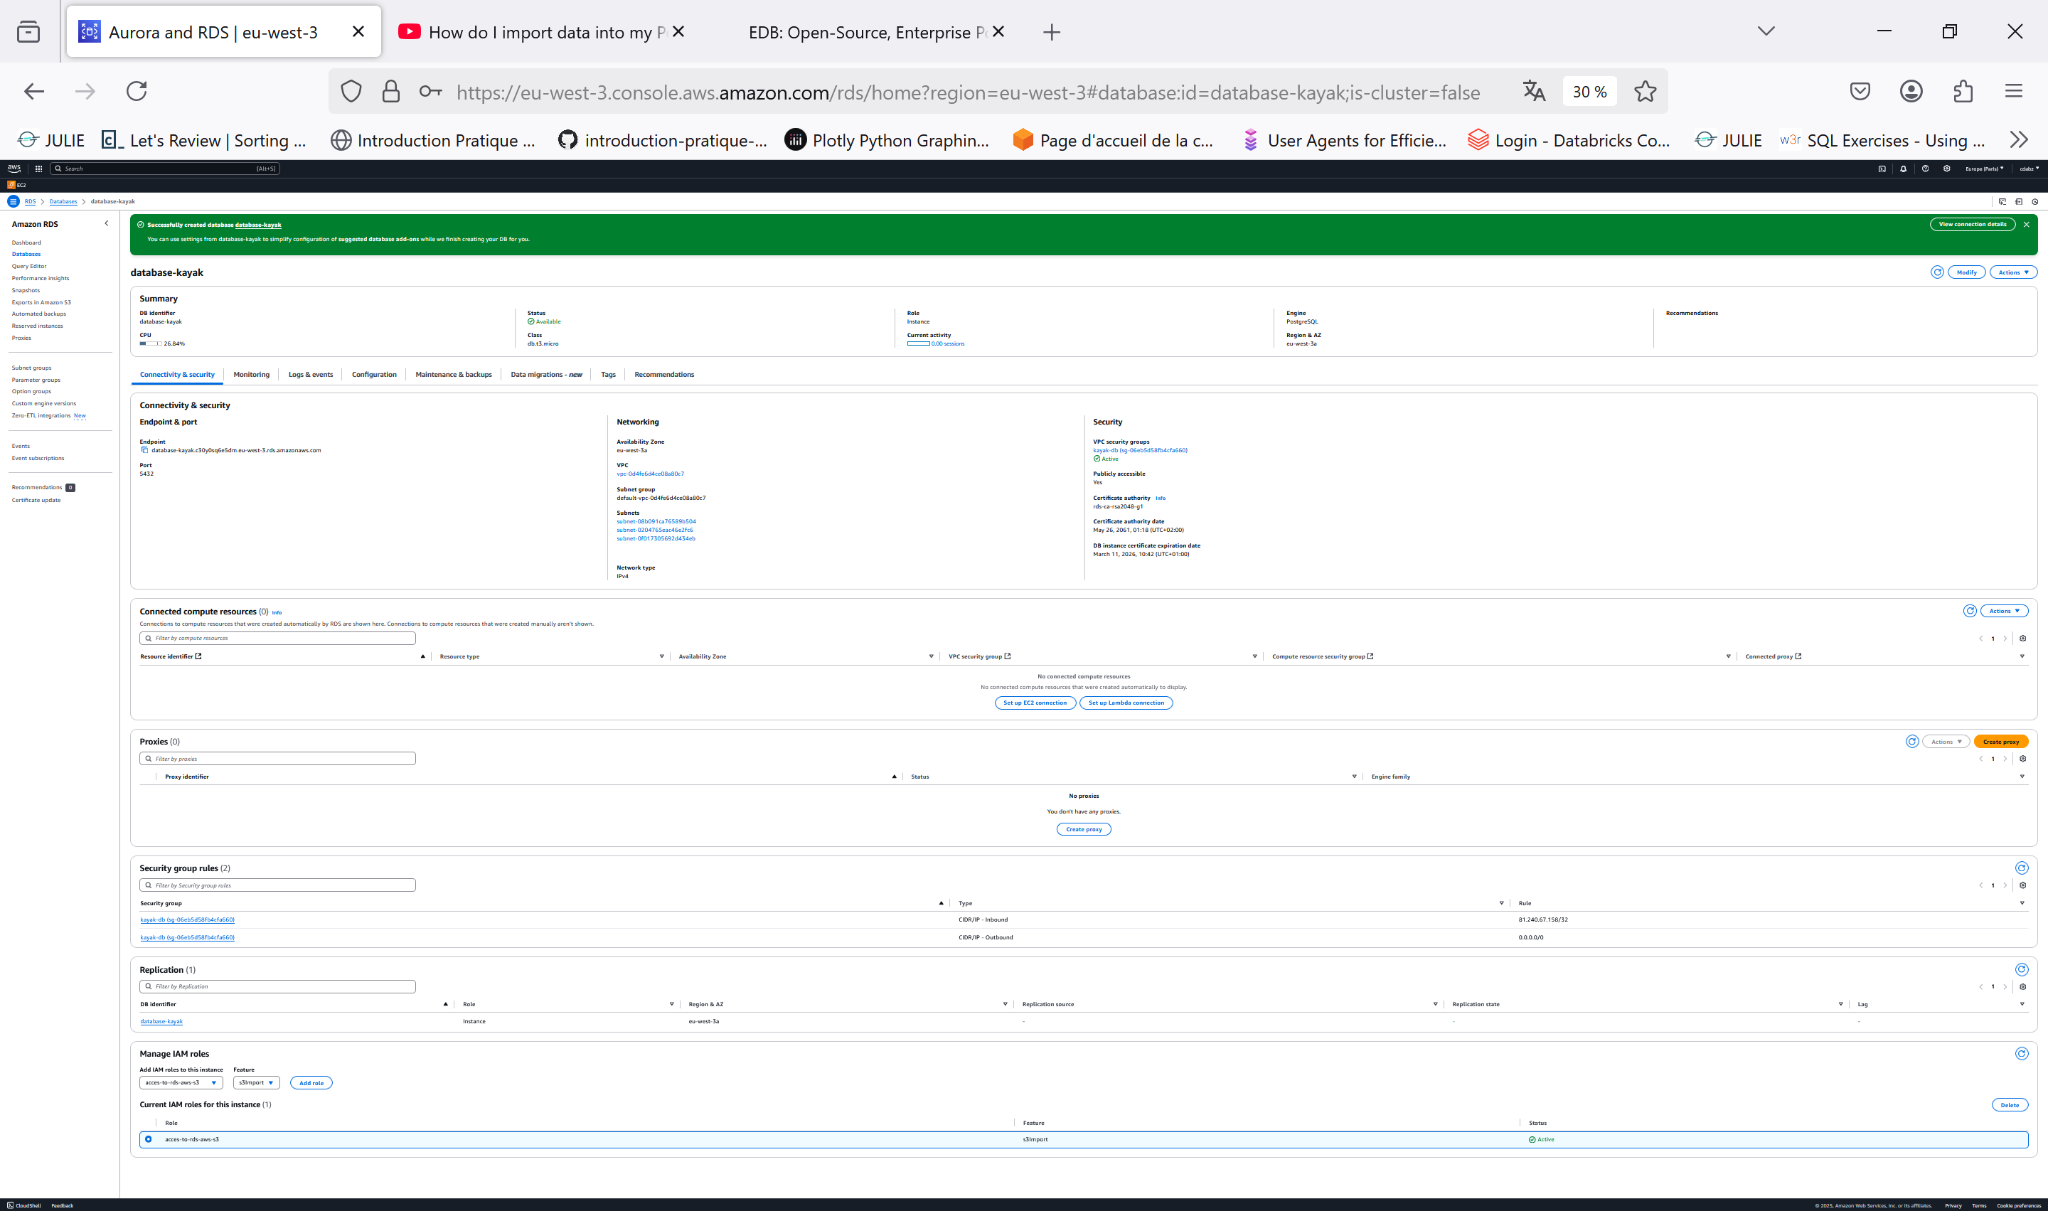 Aurora and RDS | eu-west-3
How do I import data into my P
EDB: Open-Source, Enterprise P
https://eu-west-3.console.aws.amazon.com/rds/home?region=eu-west-3#database:id=database-kayak;is-cluster=false
30 %
JULIE
Let's Review | Sorting ...
Introduction Pratique ...
introduction-pratique-...
Plotly Python Graphin...
Page d'accueil de la c...
User Agents for Efficie...
Login - Databricks Co...
JULIE
w3r SQL Exercises - Using ...
aws
Search
[Alt+S]
Europe (Paris)
EC2
RDS > Databases > database-kayak
Amazon RDS
Dashboard
Databases
Query Editor
Performance insights
Snapshots
Exports in Amazon S3
Automated backups
Reserved instances
Proxies
Subnet groups
Parameter groups
Option groups
Custom engine versions
Zero-ETL integrations New
Events
Event subscriptions
Recommendations 0
Certificate update
Successfully created database database-kayak
You can use settings from database-kayak to simplify configuration of suggested database add-ons while we finish creating your DB for you.
View connection details
database-kayak
Modify
Actions
Summary
DB identifier
database-kayak
CPU
26.84%
Status
Available
Class
db.t3.micro
Role
Instance
Current activity
0.00 sessions
Engine
PostgreSQL
Region & AZ
eu-west-3a
Recommendations
Connectivity & security
Monitoring
Logs & events
Configuration
Maintenance & backups
Data migrations - new
Tags
Recommendations
Connectivity & security
Endpoint & port
Endpoint
database-kayak.c30y0sq6e5dm.eu-west-3.rds.amazonaws.com
Port
5432
Networking
Availability Zone
eu-west-3a
VPC
vpc-0d4fe6d4ce08a80c7
Subnet group
default-vpc-0d4fe6d4ce08a80c7
Subnets
subnet-08b091ca76589b504
subnet-0204765eac46e2fc6
subnet-0f017305692d434eb
Network type
IPv4
Security
VPC security groups
kayak-db (sg-06eb5d58fb4cfa660)
Active
Publicly accessible
Yes
Certificate authority Info
rds-ca-rsa2048-g1
Certificate authority date
May 26, 2061, 01:18 (UTC+02:00)
DB instance certificate expiration date
March 11, 2026, 10:42 (UTC+01:00)
Connected compute resources (0) Info
Actions
Connections to compute resources that were created automatically by RDS are shown here. Connections to compute resources that were created manually aren't shown.
Filter by compute resources
1
Resource identifier
Resource type
Availability Zone
VPC security group
Compute resource security group
Connected proxy
No connected compute resources
No connected compute resources that were created automatically to display.
Set up EC2 connection
Set up Lambda connection
Proxies (0)
Actions
Create proxy
Filter by proxies
1
Proxy identifier
Status
Engine family
No proxies
You don't have any proxies.
Create proxy
Security group rules (2)
Filter by Security group rules
1
Security group
Type
Rule
kayak-db (sg-06eb5d58fb4cfa660)
CIDR/IP - Inbound
81.240.67.158/32
kayak-db (sg-06eb5d58fb4cfa660)
CIDR/IP - Outbound
0.0.0.0/0
Replication (1)
Filter by Replication
1
DB identifier
Role
Region & AZ
Replication source
Replication state
Lag
database-kayak
Instance
eu-west-3a
-
-
-
Manage IAM roles
Add IAM roles to this instance
Feature
acces-to-rds-aws-s3
s3Import
Add role
Current IAM roles for this instance (1)
Delete
Role
Feature
Status
acces-to-rds-aws-s3
s3Import
Active
CloudShell
Feedback
© 2025, Amazon Web Services, Inc. or its affiliates.
Privacy
Terms
Cookie preferences